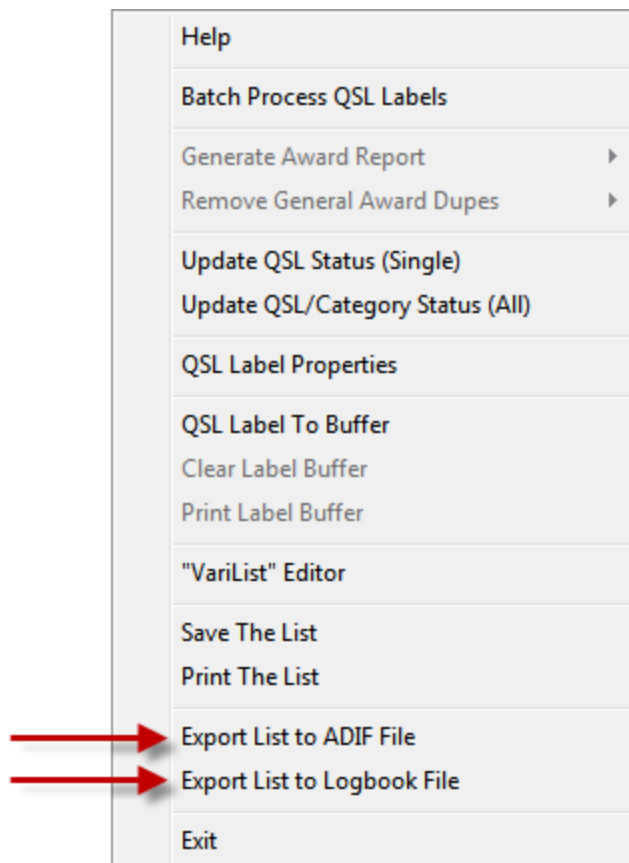 Help
Batch Process QSL Labels
Generate Award Report
Remove General Award Dupes
Update QSL Status (Single)
Update QSL/Category Status (All)
QSL Label Properties
QSL Label To Buffer
Clear Label Buffer
Print Label Buffer
"VariList" Editor
Save The List
Print The List
Export List to ADIF File
Export List to Logbook File
Exit